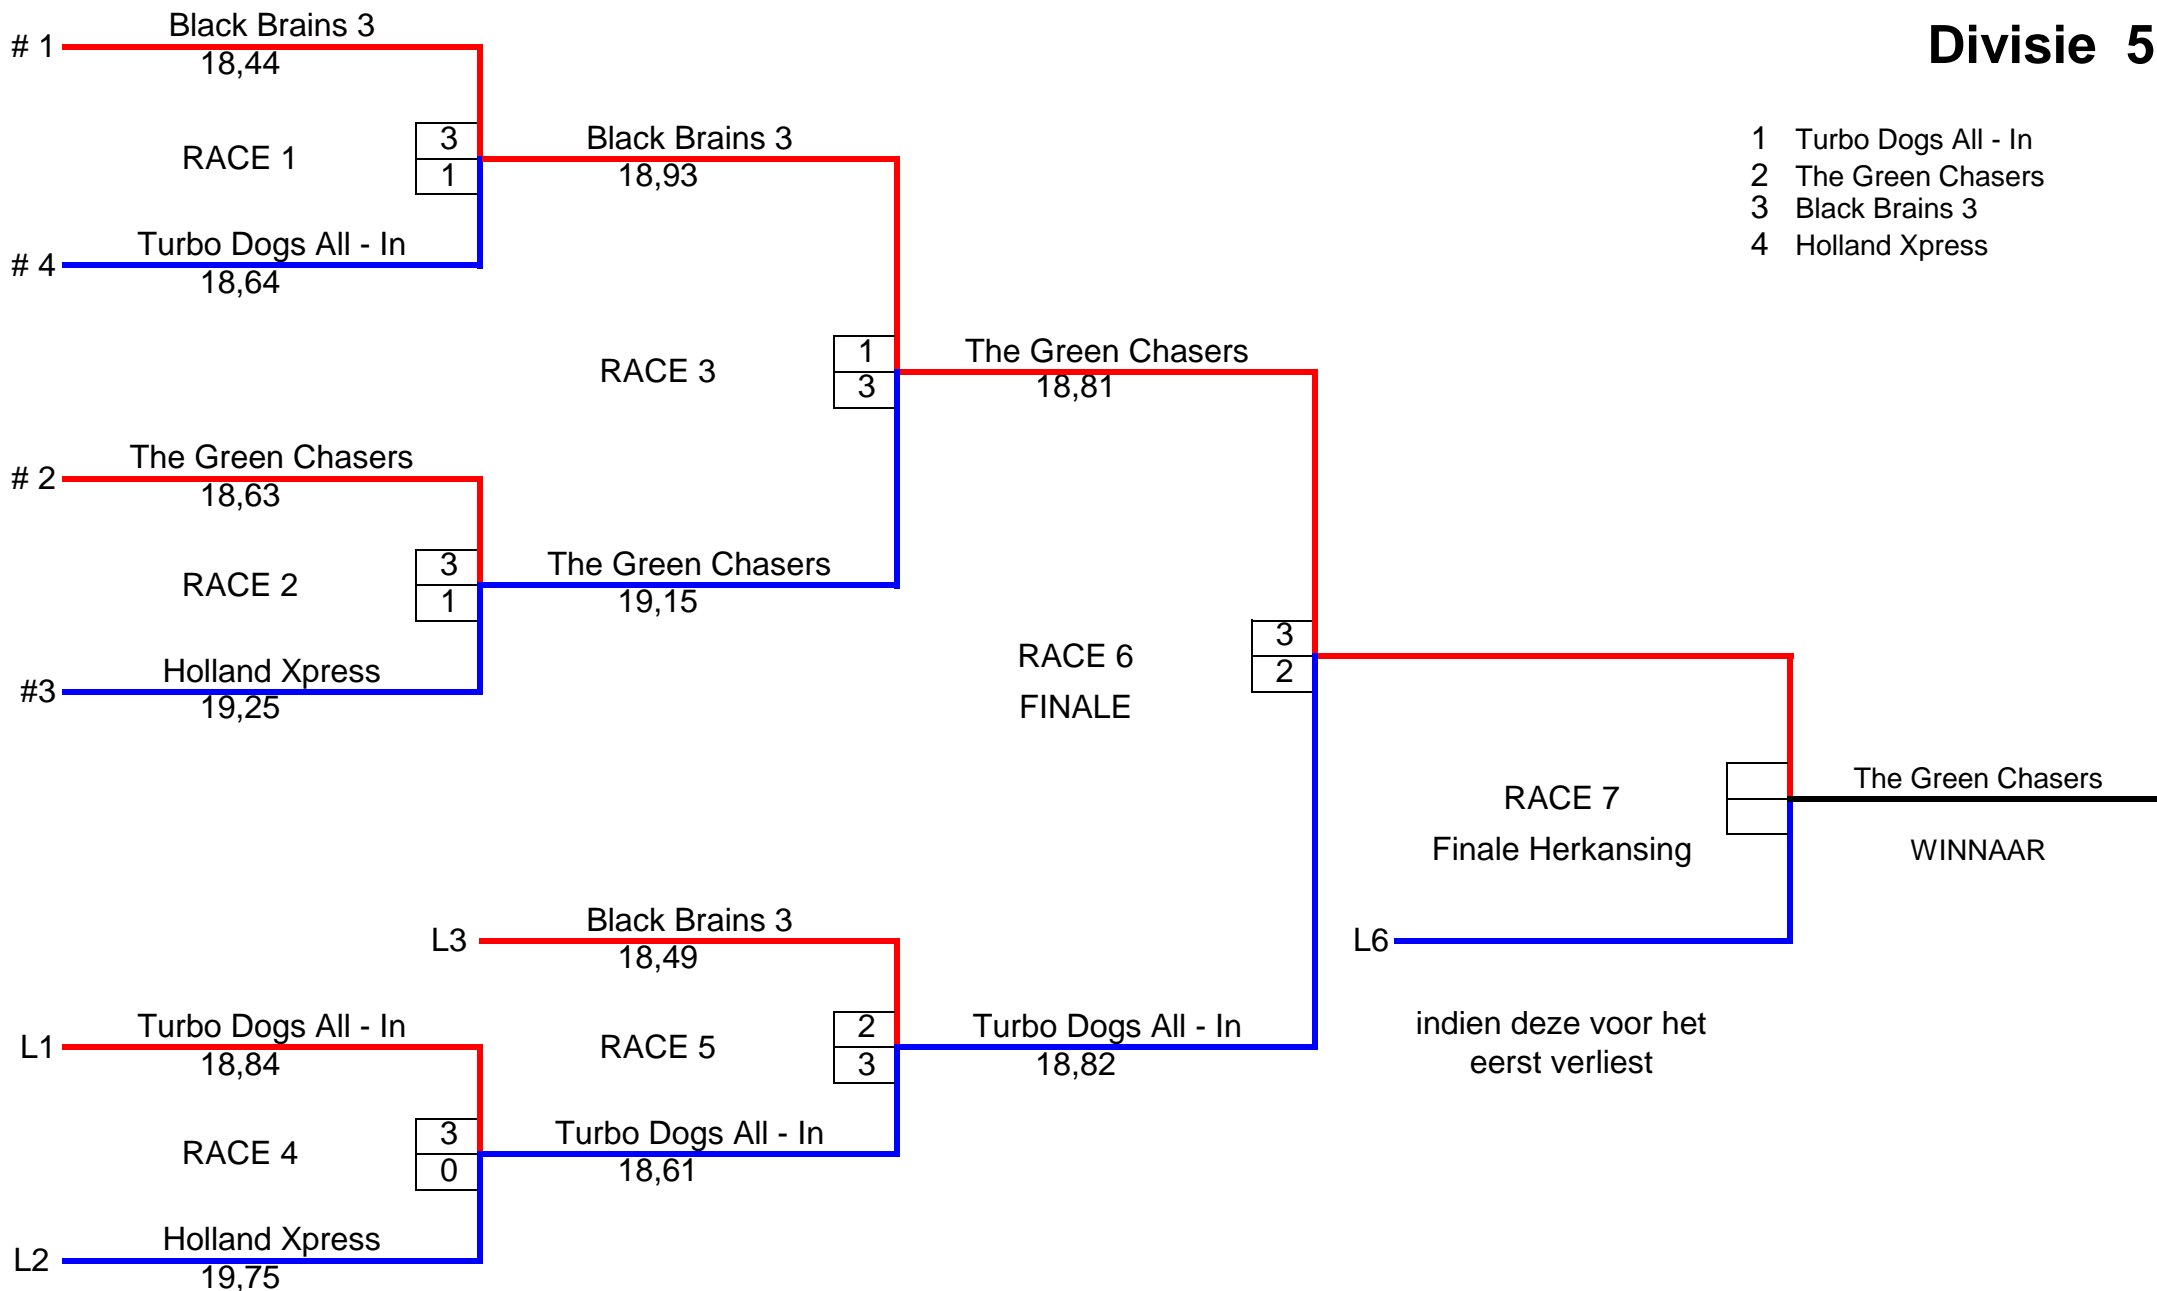 Divisie 5
1 Turbo Dogs All - In
2 The Green Chasers
3 Black Brains 3
4 Holland Xpress
# 1
Black Brains 3
18,44
RACE 1
3
1
# 4
Turbo Dogs All - In
18,64
Black Brains 3
18,93
RACE 3
1
3
# 2
The Green Chasers
18,63
RACE 2
3
1
#3
Holland Xpress
19,25
The Green Chasers
19,15
The Green Chasers
18,81
RACE 6
FINALE
3
2
RACE 7
Finale Herkansing
The Green Chasers
WINNAAR
L6
indien deze voor het
eerst verliest
L3
Black Brains 3
18,49
RACE 5
2
3
Turbo Dogs All - In
18,82
L1
Turbo Dogs All - In
18,84
RACE 4
3
0
Turbo Dogs All - In
18,61
L2
Holland Xpress
19,75